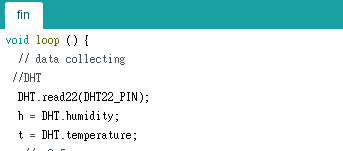 fin
void loop () {
// data collecting
//DHT
DHT.read22(DHT22_PIN);
h = DHT.humidity;
t = DHT.temperature;